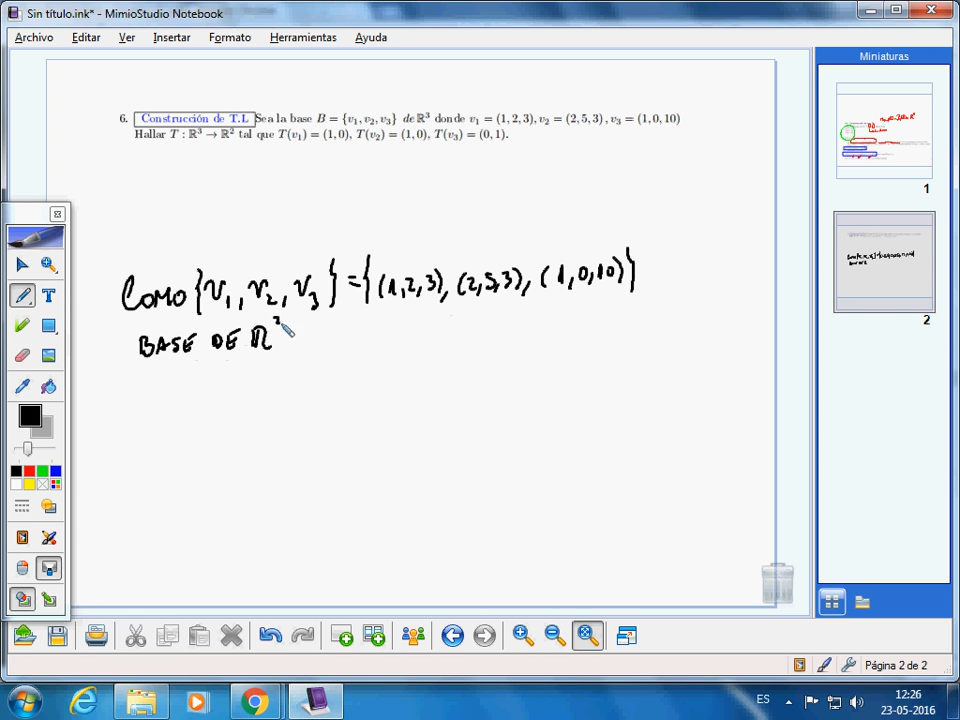 Sin título.ink* - MimioStudio Notebook
Archivo Editar Ver Insertar Formato Herramientas Ayuda
Miniaturas
6. Construcción de T.L Sea la base B = {v₁, v₂, v₃} de ℝ³ donde v₁ = (1, 2, 3), v₂ = (2, 5, 3), v₃ = (1, 0, 10)
Hallar T : ℝ³ → ℝ² tal que T(v₁) = (1, 0), T(v₂) = (1, 0), T(v₃) = (0, 1).
COMO {v₁, v₂, v₃} = {(1,2,3), (2,5,3), (1,0,10)}
BASE DE ℝ
1
2
Página 2 de 2
ES
12:26
23-05-2016